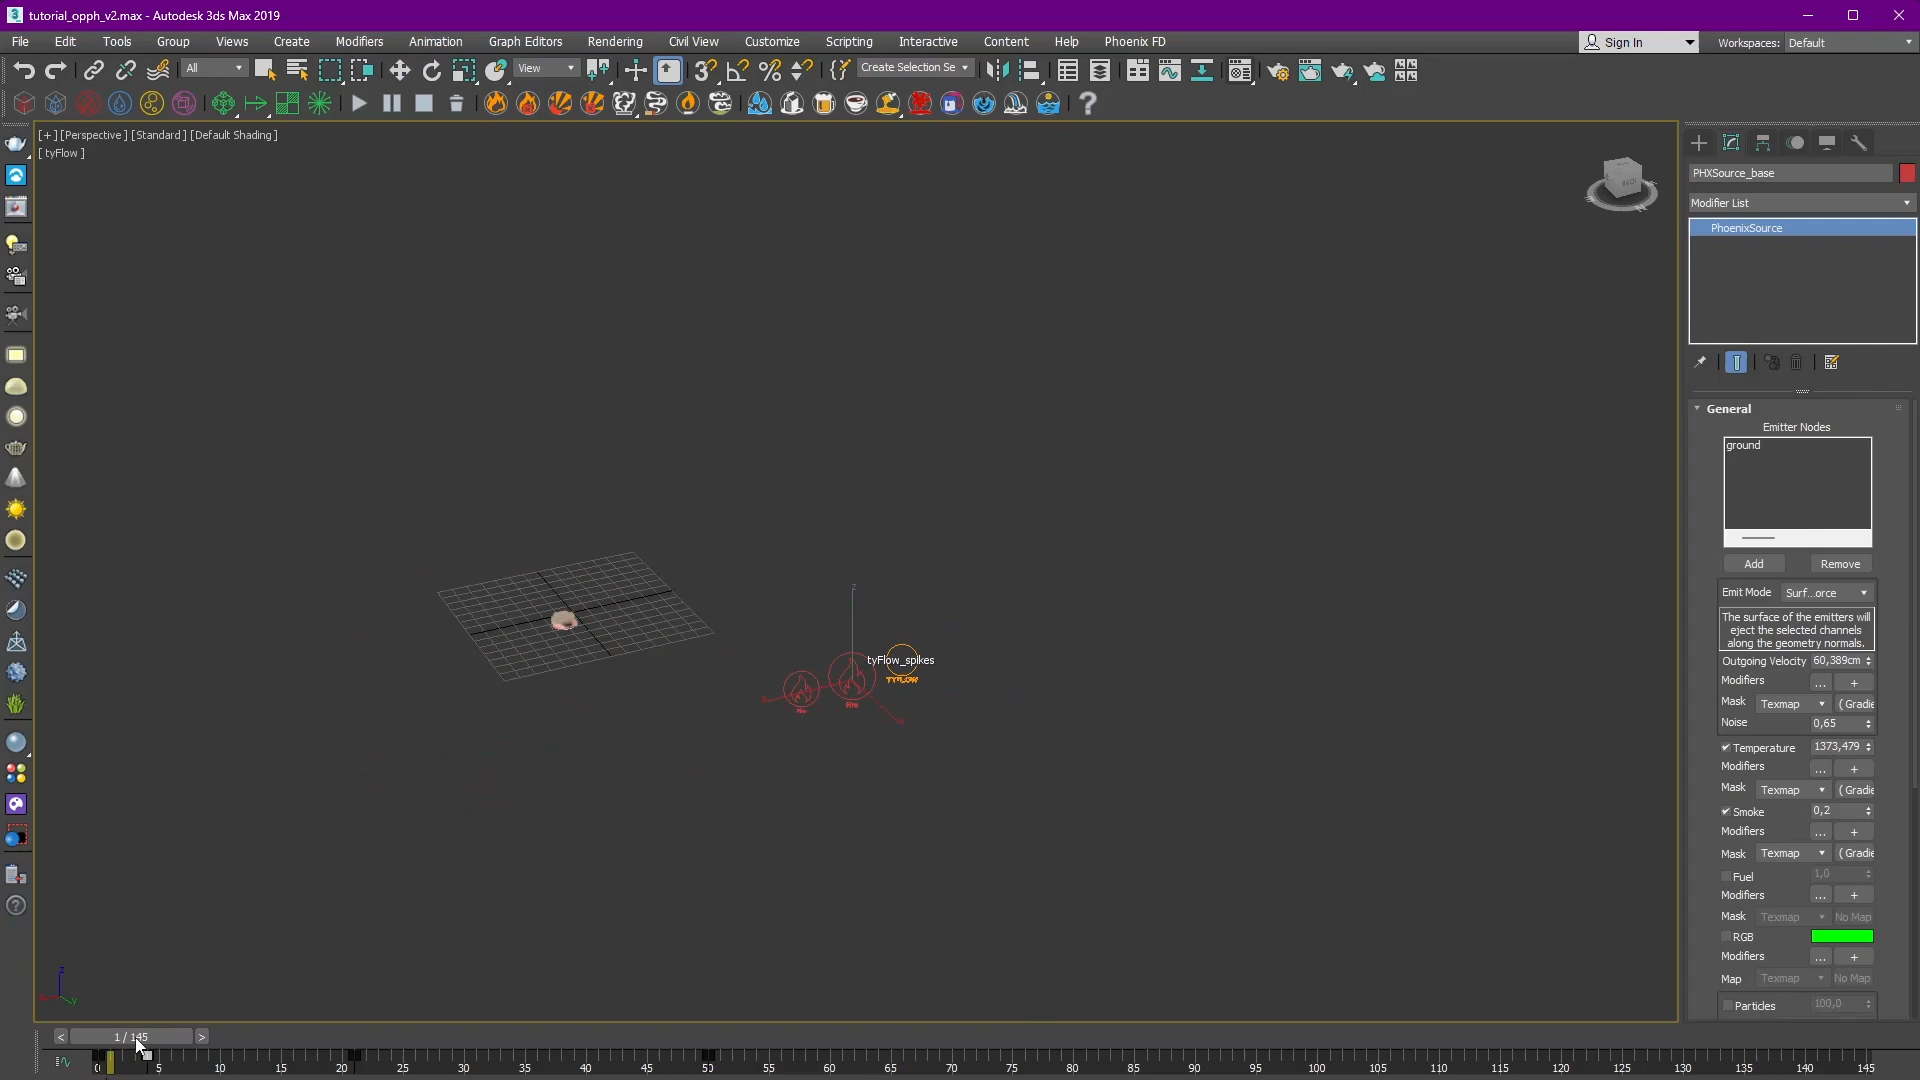 tutorial_opph_v2.max - Autodesk 3ds Max 2019
File Edit Tools Group Views Create Modifiers Animation Graph Editors Rendering Civil View Customize Scripting Interactive Content Help Phoenix FD Sign In Workspaces: Default
All View Create Selection Se
[+] [Perspective ] [Standard ] [Default Shading ]
[ tyFlow ]
PHXSource_base
Modifier List
PhoenixSource
General
Emitter Nodes
ground
Add Remove
Emit Mode Surf...orce
The surface of the emitters will
eject the selected channels
along the geometry normals.
Outgoing Velocity 60,389cm
Modifiers ... +
Mask Texmap ( Gradie
Noise 0,65
Temperature 1373,479
Modifiers ... +
Mask Texmap ( Gradie
Smoke 0,2
Modifiers ... +
Mask Texmap ( Gradie
Fuel 1,0
Modifiers ... +
Mask Texmap No Map
RGB
Modifiers ... +
Map Texmap No Map
Particles 100,0
tyFlow_spikes
z
z
y
< 1 / 145 >
0 5 10 15 20 25 30 35 40 45 50 55 60 65 70 75 80 85 90 95 100 105 110 115 120 125 130 135 140 145